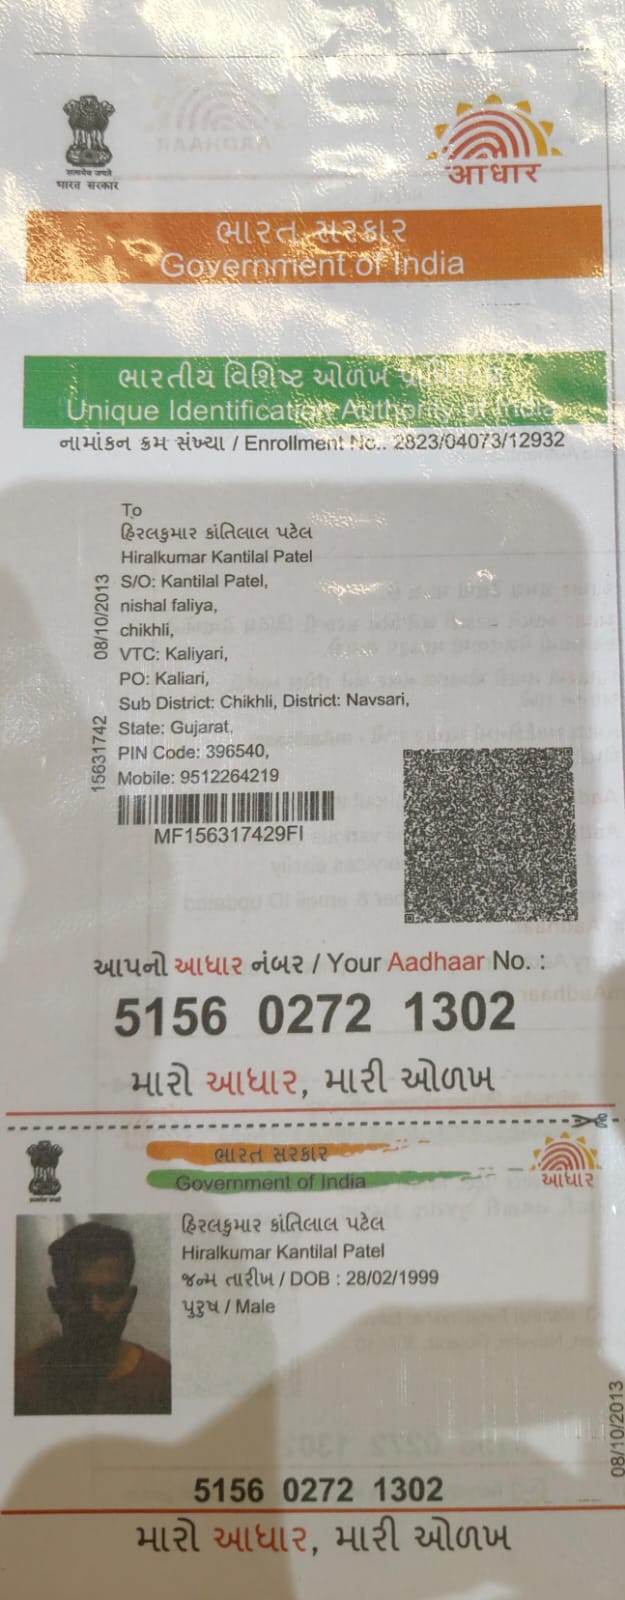 सत्यमेव जयते
भारत सरकार
आधार
ભારત સરકાર
Government of India
ભારતીય વિશિષ્ટ ઓળખ
Unique Identification Authority of India
નામાંકન ક્રમ સંખ્યા / Enrollment No.. 2823/04073/12932
To
હિરલકુમાર કાંતિલાલ પટેલ
Hiralkumar Kantilal Patel
S/O: Kantilal Patel,
nishal faliya,
chikhli,
VTC: Kaliyari,
PO: Kaliari,
Sub District: Chikhli, District: Navsari,
State: Gujarat,
PIN Code: 396540,
Mobile: 9512264219
08/10/2013
15631742
MF156317429FI
આપનો આધાર નંબર / Your Aadhaar No. :
5156 0272 1302
મારો આધાર, મારી ઓળખ
ભારત સરકાર
Government of India
આધાર
હિરલકુમાર કાંતિલાલ પટેલ
Hiralkumar Kantilal Patel
જન્મ તારીખ / DOB : 28/02/1999
પુરુષ / Male
08/10/2013
5156 0272 1302
મારો આધાર, મારી ઓળખ